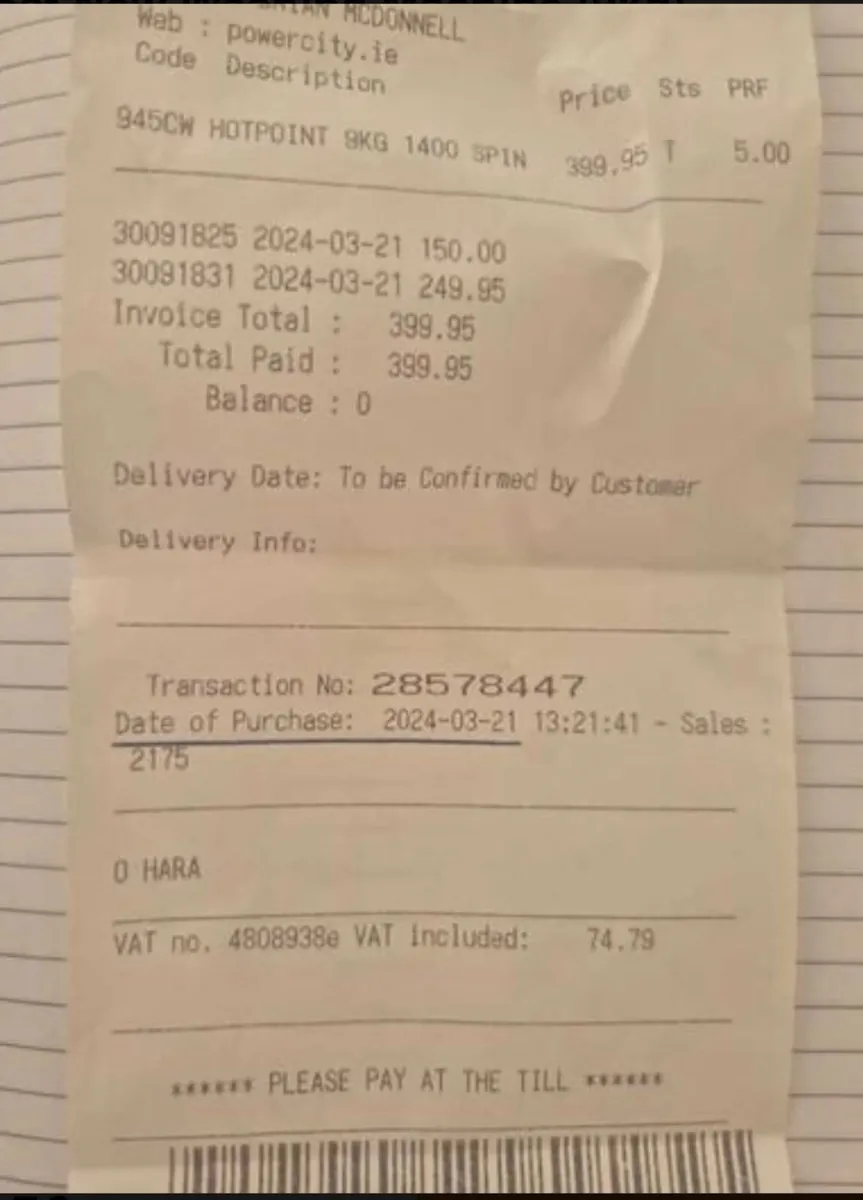 MCDONNELL
Web : powercity.ie
Code Description Price Sts PRF
945CW HOTPOINT 9KG 1400 SPIN 399.95 T 5.00
30091825 2024-03-21 150.00
30091831 2024-03-21 249.95
Invoice Total : 399.95
Total Paid : 399.95
Balance : 0
Delivery Date: To be Confirmed by Customer
Delivery Info:
Transaction No: 28578447
Date of Purchase: 2024-03-21 13:21:41 - Sales :
2175
O HARA
VAT no. 4808938e VAT included: 74.79
****** PLEASE PAY AT THE TILL ******